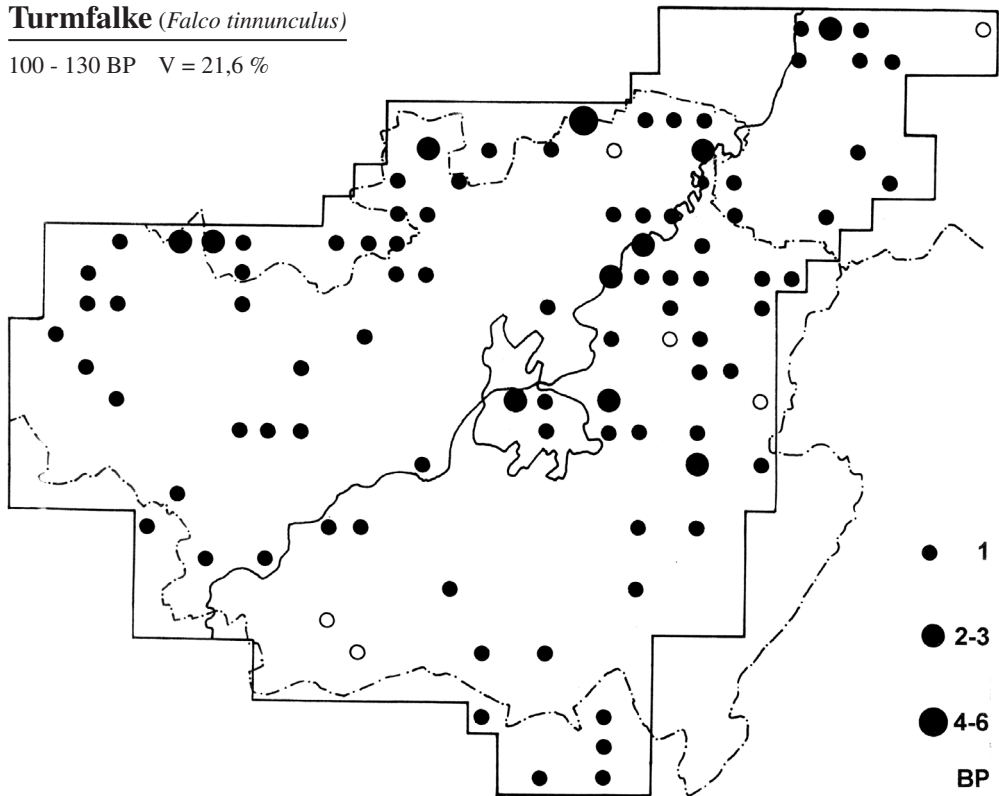 Turmfalke (Falco tinnunculus)
100 - 130 BP V = 21,6 %
1
2-3
4-6
BP